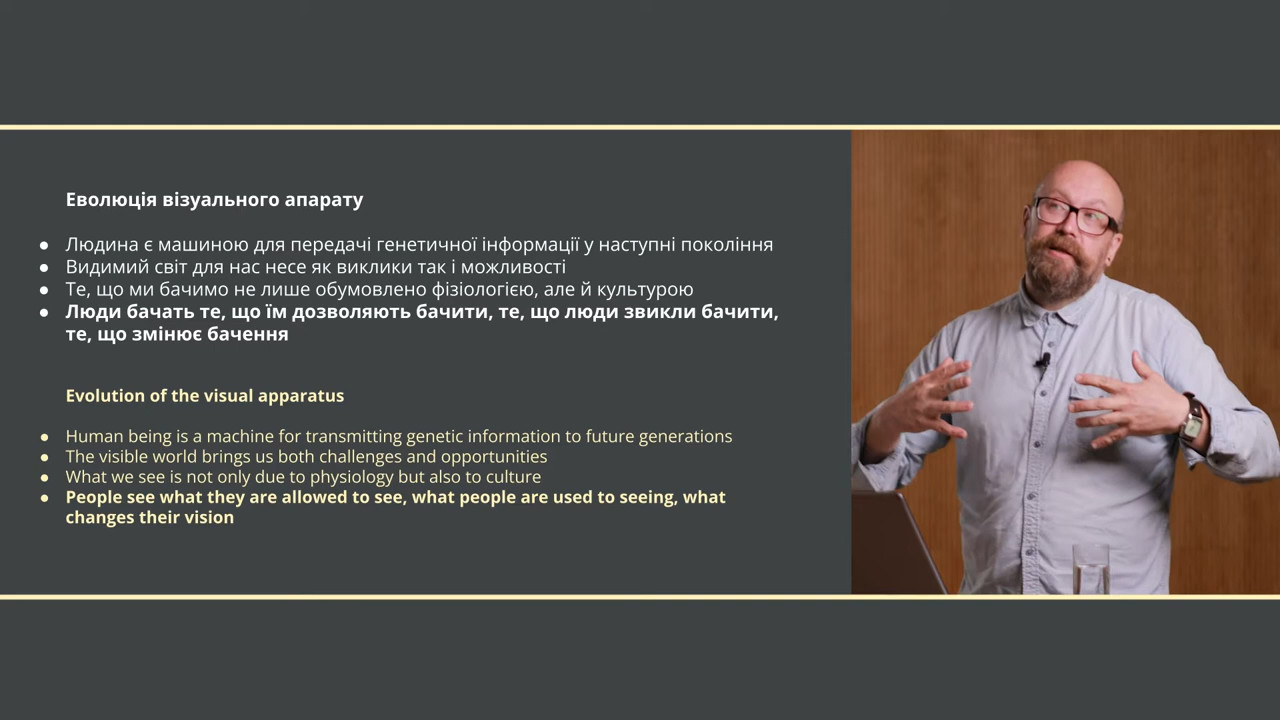 Еволюція візуального апарату
● Людина є машиною для передачі генетичної інформації у наступні покоління
● Видимий світ для нас несе як виклики так і можливості
● Те, що ми бачимо не лише обумовлено фізіологією, але й культурою
● Люди бачать те, що їм дозволяють бачити, те, що люди звикли бачити,
те, що змінює бачення
Evolution of the visual apparatus
● Human being is a machine for transmitting genetic information to future generations
● The visible world brings us both challenges and opportunities
● What we see is not only due to physiology but also to culture
● People see what they are allowed to see, what people are used to seeing, what
changes their vision